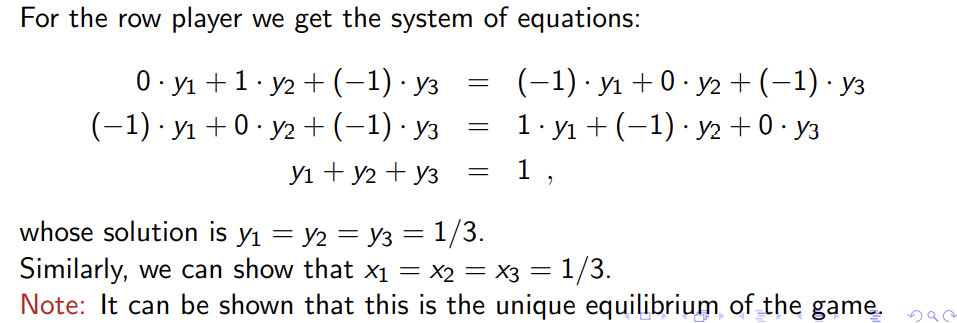 For the row player we get the system of equations:
0 · y₁ + 1 · y₂ + (−1) · y₃ = (−1) · y₁ + 0 · y₂ + (−1) · y₃
(−1) · y₁ + 0 · y₂ + (−1) · y₃ = 1 · y₁ + (−1) · y₂ + 0 · y₃
y₁ + y₂ + y₃ = 1 ,
whose solution is y₁ = y₂ = y₃ = 1/3.
Similarly, we can show that x₁ = x₂ = x₃ = 1/3.
Note: It can be shown that this is the unique equilibrium of the game.